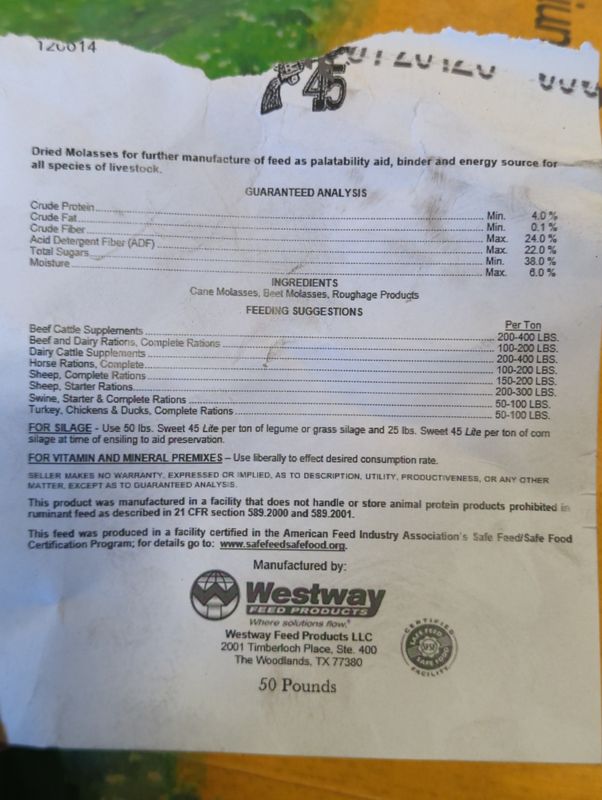 120614
45
Dried Molasses for further manufacture of feed as palatability aid, binder and energy source for
all species of livestock.
GUARANTEED ANALYSIS
Crude Protein Min. 4.0 %
Crude Fat Min. 0.1 %
Crude Fiber Max. 24.0 %
Acid Detergent Fiber (ADF) Max. 22.0 %
Total Sugars Min. 38.0 %
Moisture Max. 6.0 %
INGREDIENTS
Cane Molasses, Beet Molasses, Roughage Products
FEEDING SUGGESTIONS
Per Ton
Beef Cattle Supplements 200-400 LBS.
Beef and Dairy Rations, Complete Rations 100-200 LBS.
Dairy Cattle Supplements 200-400 LBS.
Horse Rations, Complete 100-200 LBS.
Sheep, Complete Rations 150-200 LBS.
Sheep, Starter Rations 200-300 LBS.
Swine, Starter & Complete Rations 50-100 LBS.
Turkey, Chickens & Ducks, Complete Rations 50-100 LBS.
FOR SILAGE - Use 50 lbs. Sweet 45 Lite per ton of legume or grass silage and 25 lbs. Sweet 45 Lite per ton of corn
silage at time of ensiling to aid preservation.
FOR VITAMIN AND MINERAL PREMIXES – Use liberally to effect desired consumption rate.
SELLER MAKES NO WARRANTY, EXPRESSED OR IMPLIED, AS TO DESCRIPTION, UTILITY, PRODUCTIVENESS, OR ANY OTHER
MATTER, EXCEPT AS TO GUARANTEED ANALYSIS.
This product was manufactured in a facility that does not handle or store animal protein products prohibited in
ruminant feed as described in 21 CFR section 589.2000 and 589.2001.
This feed was produced in a facility certified in the American Feed Industry Association's Safe Feed/Safe Food
Certification Program; for details go to: www.safefeedsafefood.org.
Manufactured by:
Westway
FEED PRODUCTS
Where solutions flow.®
Westway Feed Products LLC
2001 Timberloch Place, Ste. 400
The Woodlands, TX 77380
CERTIFIED
SAFE FEED
SAFE FOOD
FACILITY
50 Pounds